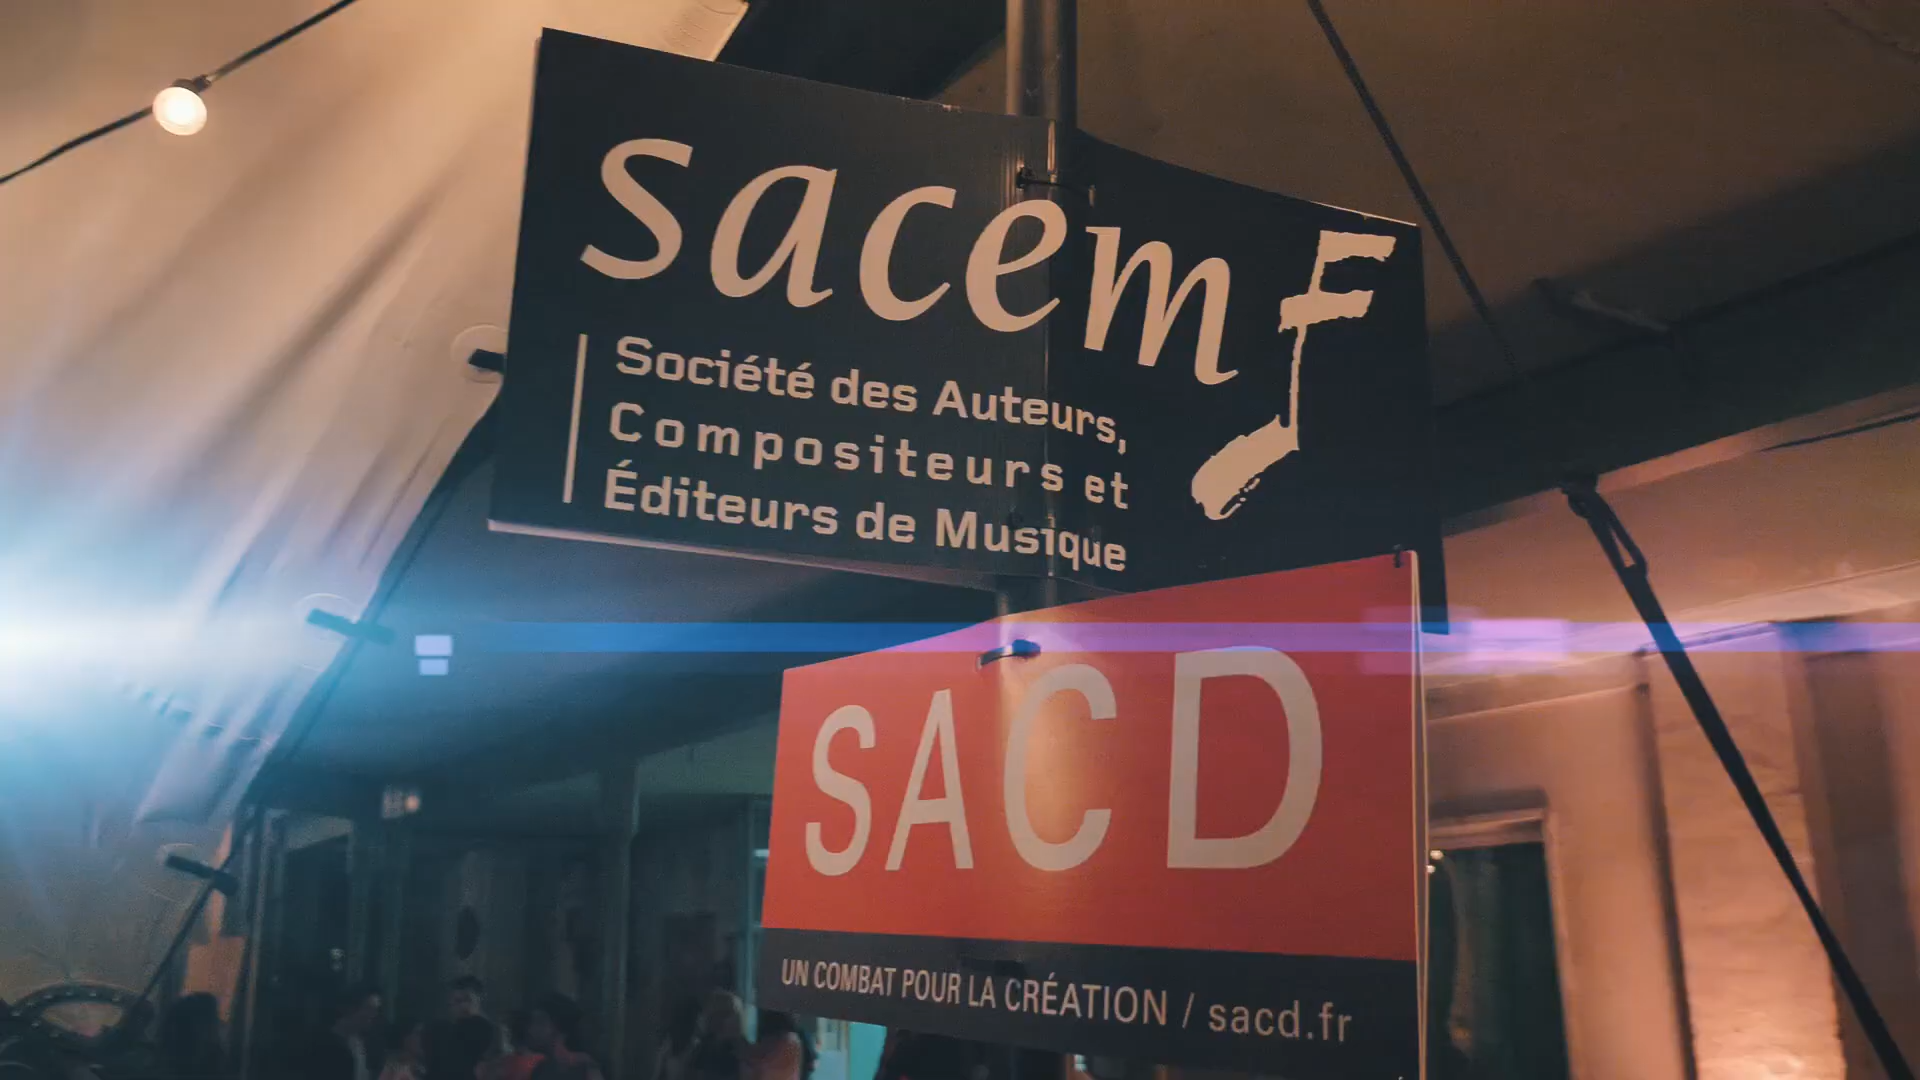 sacem
Société des Auteurs,
Compositeurs et
Éditeurs de Musique
SACD
UN COMBAT POUR LA CRÉATION / sacd.fr